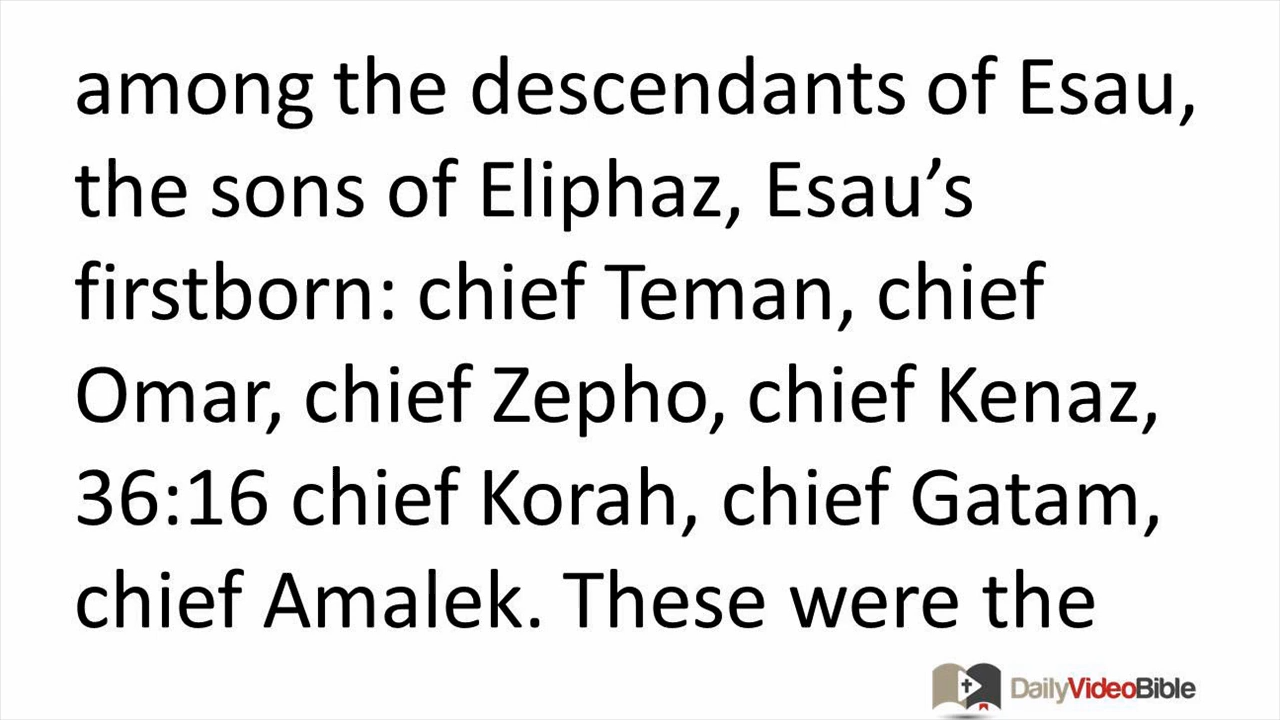 among the descendants of Esau,
the sons of Eliphaz, Esau’s
firstborn: chief Teman, chief
Omar, chief Zepho, chief Kenaz,
36:16 chief Korah, chief Gatam,
chief Amalek. These were the
DailyVideoBible